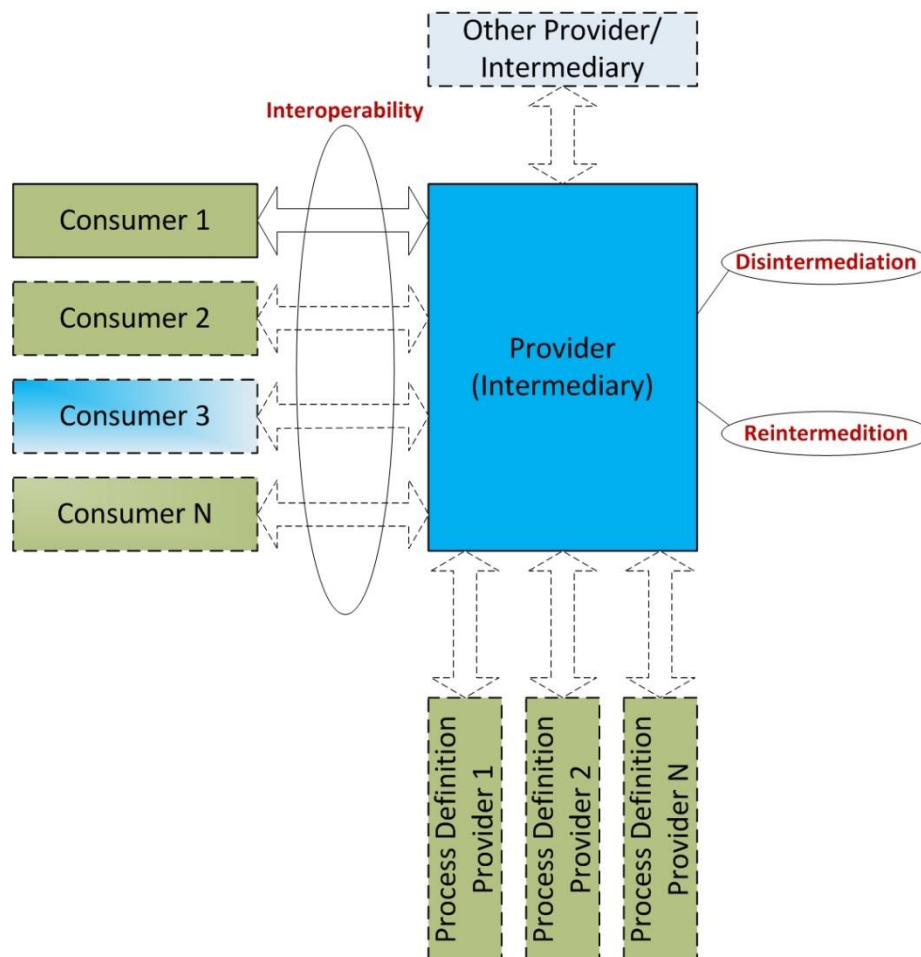 Other Provider/
Intermediary
Interoperability
Consumer 1
Consumer 2
Consumer 3
Consumer N
Provider
(Intermediary)
Disintermediation
Reintermedition
Process Definition
Provider 1
Process Definition
Provider 2
Process Definition
Provider N